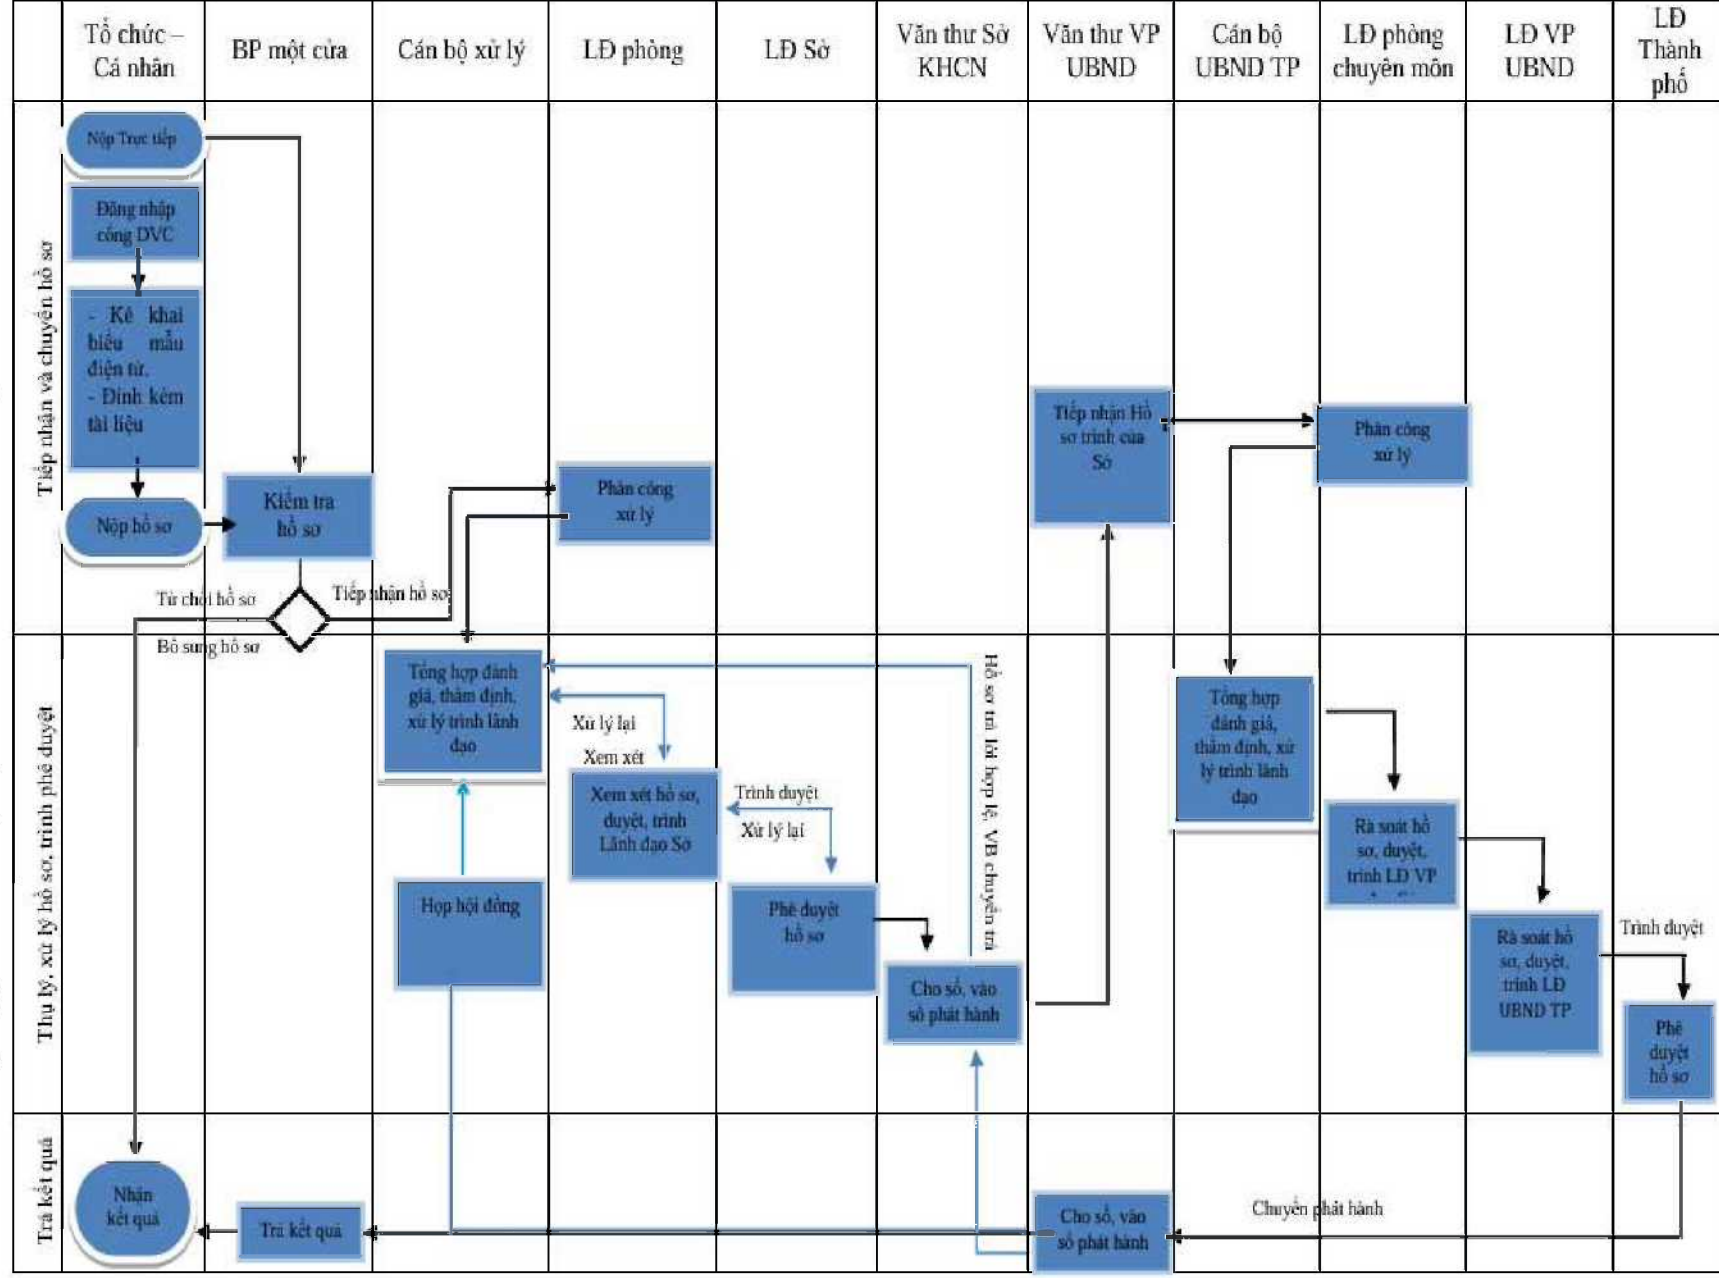 Tổ chức –
Cá nhân
BP một cửa
Cán bộ xử lý
LĐ phòng
LĐ Sở
Văn thư Sở
KHCN
Văn thư VP
UBND
Cán bộ
UBND TP
LĐ phòng
chuyên môn
LĐ VP
UBND
LĐ
Thành
phố
Tiếp nhận và chuyển hồ sơ
Nộp Trực tiếp
Đăng nhập
cổng DVC
- Kê khai
biểu mẫu
điện tử.
- Đính kèm
tài liệu
Nộp hồ sơ
Kiểm tra
hồ sơ
Phân công
xử lý
Tiếp nhận Hồ
sơ trình của
Sở
Phân công
xử lý
Từ chối hồ sơ
Tiếp nhận hồ sơ
Bổ sung hồ sơ
Thụ lý, xử lý hồ sơ, trình phê duyệt
Tổng hợp đánh
giá, thẩm định,
xử lý trình lãnh
đạo
Xử lý lại
Xem xét
Xem xét hồ sơ,
duyệt, trình
Lãnh đạo Sở
Trình duyệt
Xử lý lại
Họp hội đồng
Phê duyệt
hồ sơ
Cho số, vào
sổ phát hành
Hồ sơ trả lời hợp lệ, VB chuyển trả
Tổng hợp
đánh giá,
thẩm định, xử
lý trình lãnh
đạo
Rà soát hồ
sơ, duyệt,
trình LĐ VP
Rà soát hồ
sơ, duyệt,
trình LĐ
UBND TP
Trình duyệt
Phê
duyệt
hồ sơ
Trả kết quả
Nhận
kết quả
Trả kết quả
Cho số, vào
sổ phát hành
Chuyển phát hành